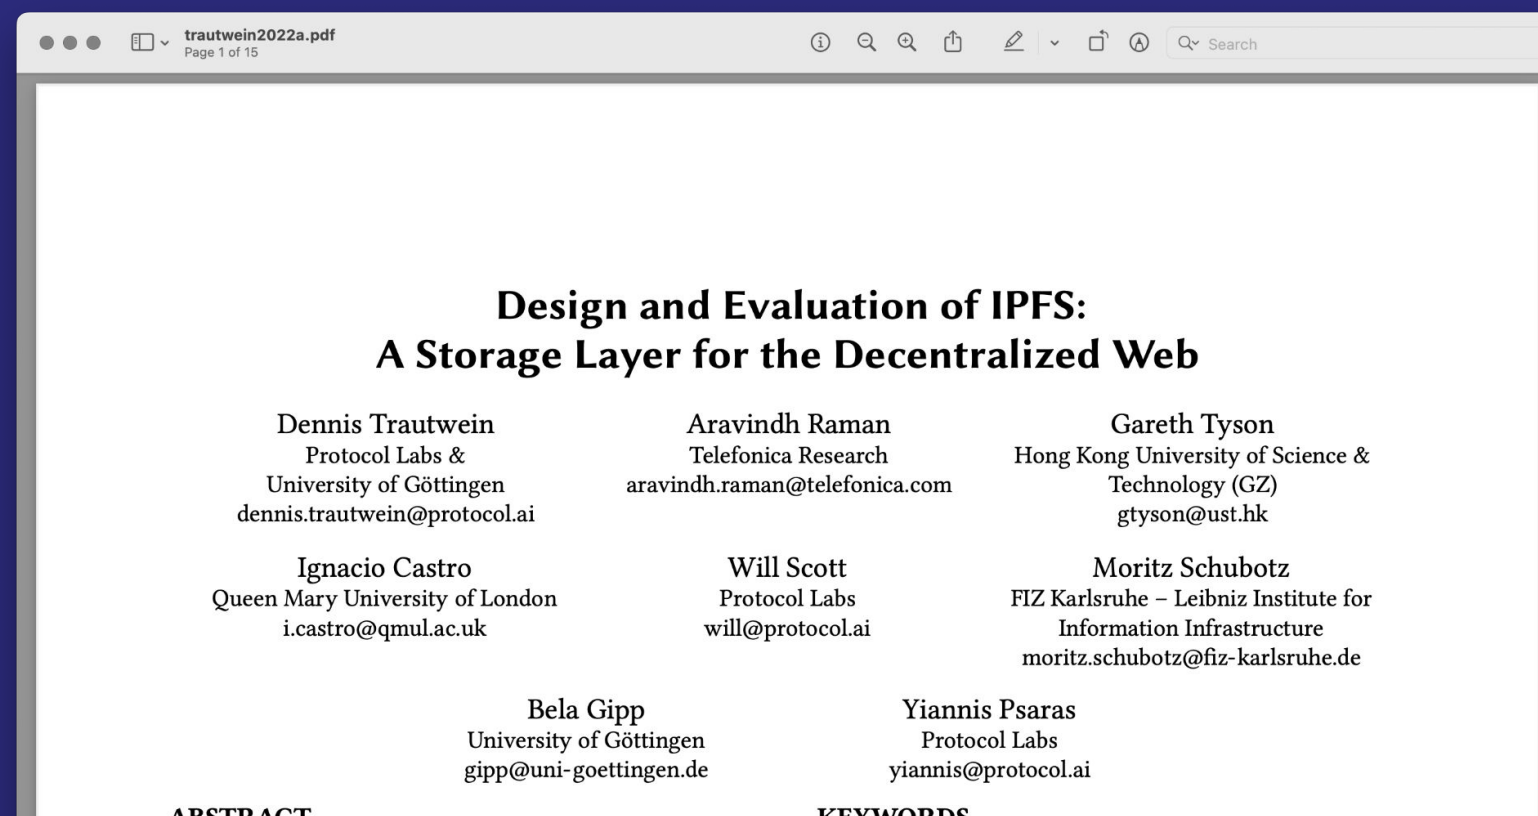 trautwein2022a.pdf
Page 1 of 15
Search
Design and Evaluation of IPFS:
A Storage Layer for the Decentralized Web
Dennis Trautwein
Protocol Labs &
University of Göttingen
dennis.trautwein@protocol.ai
Aravindh Raman
Telefonica Research
aravindh.raman@telefonica.com
Gareth Tyson
Hong Kong University of Science &
Technology (GZ)
gtyson@ust.hk
Ignacio Castro
Queen Mary University of London
i.castro@qmul.ac.uk
Will Scott
Protocol Labs
will@protocol.ai
Moritz Schubotz
FIZ Karlsruhe – Leibniz Institute for
Information Infrastructure
moritz.schubotz@fiz-karlsruhe.de
Bela Gipp
University of Göttingen
gipp@uni-goettingen.de
Yiannis Psaras
Protocol Labs
yiannis@protocol.ai
ABSTRACT
KEYWORDS